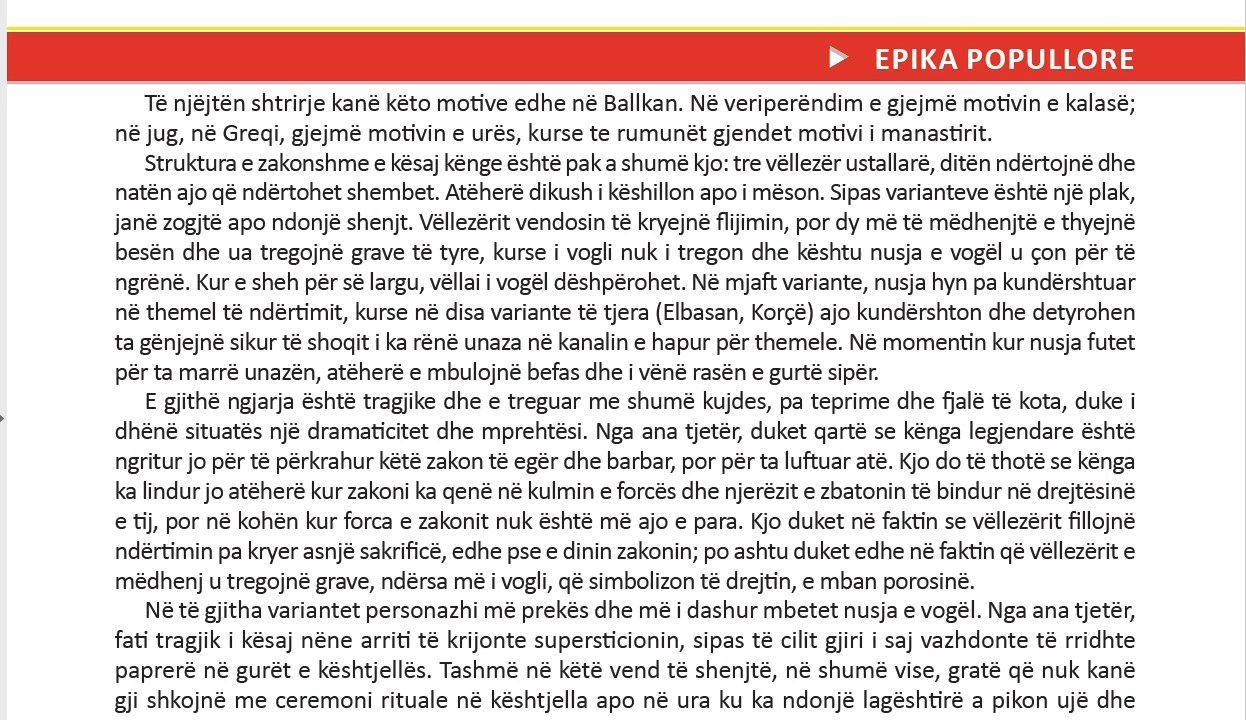 EPIKA POPULLORE
Të njëjtën shtrirje kanë këto motive edhe në Ballkan. Në veriperëndim e gjejmë motivin e kalasë;
në jug, në Greqi, gjejmë motivin e urës, kurse te rumunët gjendet motivi i manastirit.
Struktura e zakonshme e kësaj kënge është pak a shumë kjo: tre vëllezër ustallarë, ditën ndërtojnë dhe
natën ajo që ndërtohet shembet. Atëherë dikush i këshillon apo i mëson. Sipas varianteve është një plak,
janë zogjtë apo ndonjë shenjt. Vëllezërit vendosin të kryejnë flijimin, por dy më të mëdhenjtë e thyejnë
besën dhe ua tregojnë grave të tyre, kurse i vogli nuk i tregon dhe kështu nusja e vogël u çon për të
ngrënë. Kur e sheh për së largu, vëllai i vogël dëshpërohet. Në mjaft variante, nusja hyn pa kundërshtuar
në themel të ndërtimit, kurse në disa variante të tjera (Elbasan, Korçë) ajo kundërshton dhe detyrohen
ta gënjejnë sikur të shoqit i ka rënë unaza në kanalin e hapur për themele. Në momentin kur nusja futet
për ta marrë unazën, atëherë e mbulojnë befas dhe i vënë rasën e gurtë sipër.
E gjithë ngjarja është tragjike dhe e treguar me shumë kujdes, pa teprime dhe fjalë të kota, duke i
dhënë situatës një dramaticitet dhe mprehtësi. Nga ana tjetër, duket qartë se kënga legjendare është
ngritur jo për të përkrahur këtë zakon të egër dhe barbar, por për ta luftuar atë. Kjo do të thotë se kënga
ka lindur jo atëherë kur zakoni ka qenë në kulmin e forcës dhe njerëzit e zbatonin të bindur në drejtësinë
e tij, por në kohën kur forca e zakonit nuk është më ajo e para. Kjo duket në faktin se vëllezërit fillojnë
ndërtimin pa kryer asnjë sakrificë, edhe pse e dinin zakonin; po ashtu duket edhe në faktin që vëllezërit e
mëdhenj u tregojnë grave, ndërsa më i vogli, që simbolizon të drejtin, e mban porosinë.
Në të gjitha variantet personazhi më prekës dhe më i dashur mbetet nusja e vogël. Nga ana tjetër,
fati tragjik i kësaj nëne arriti të krijonte supersticionin, sipas të cilit gjiri i saj vazhdonte të rridhte
paprerë në gurët e kështjellës. Tashmë në këtë vend të shenjtë, në shumë vise, gratë që nuk kanë
gji shkojnë me ceremoni rituale në kështjella apo në ura ku ka ndonjë lagështirë a pikon ujë dhe